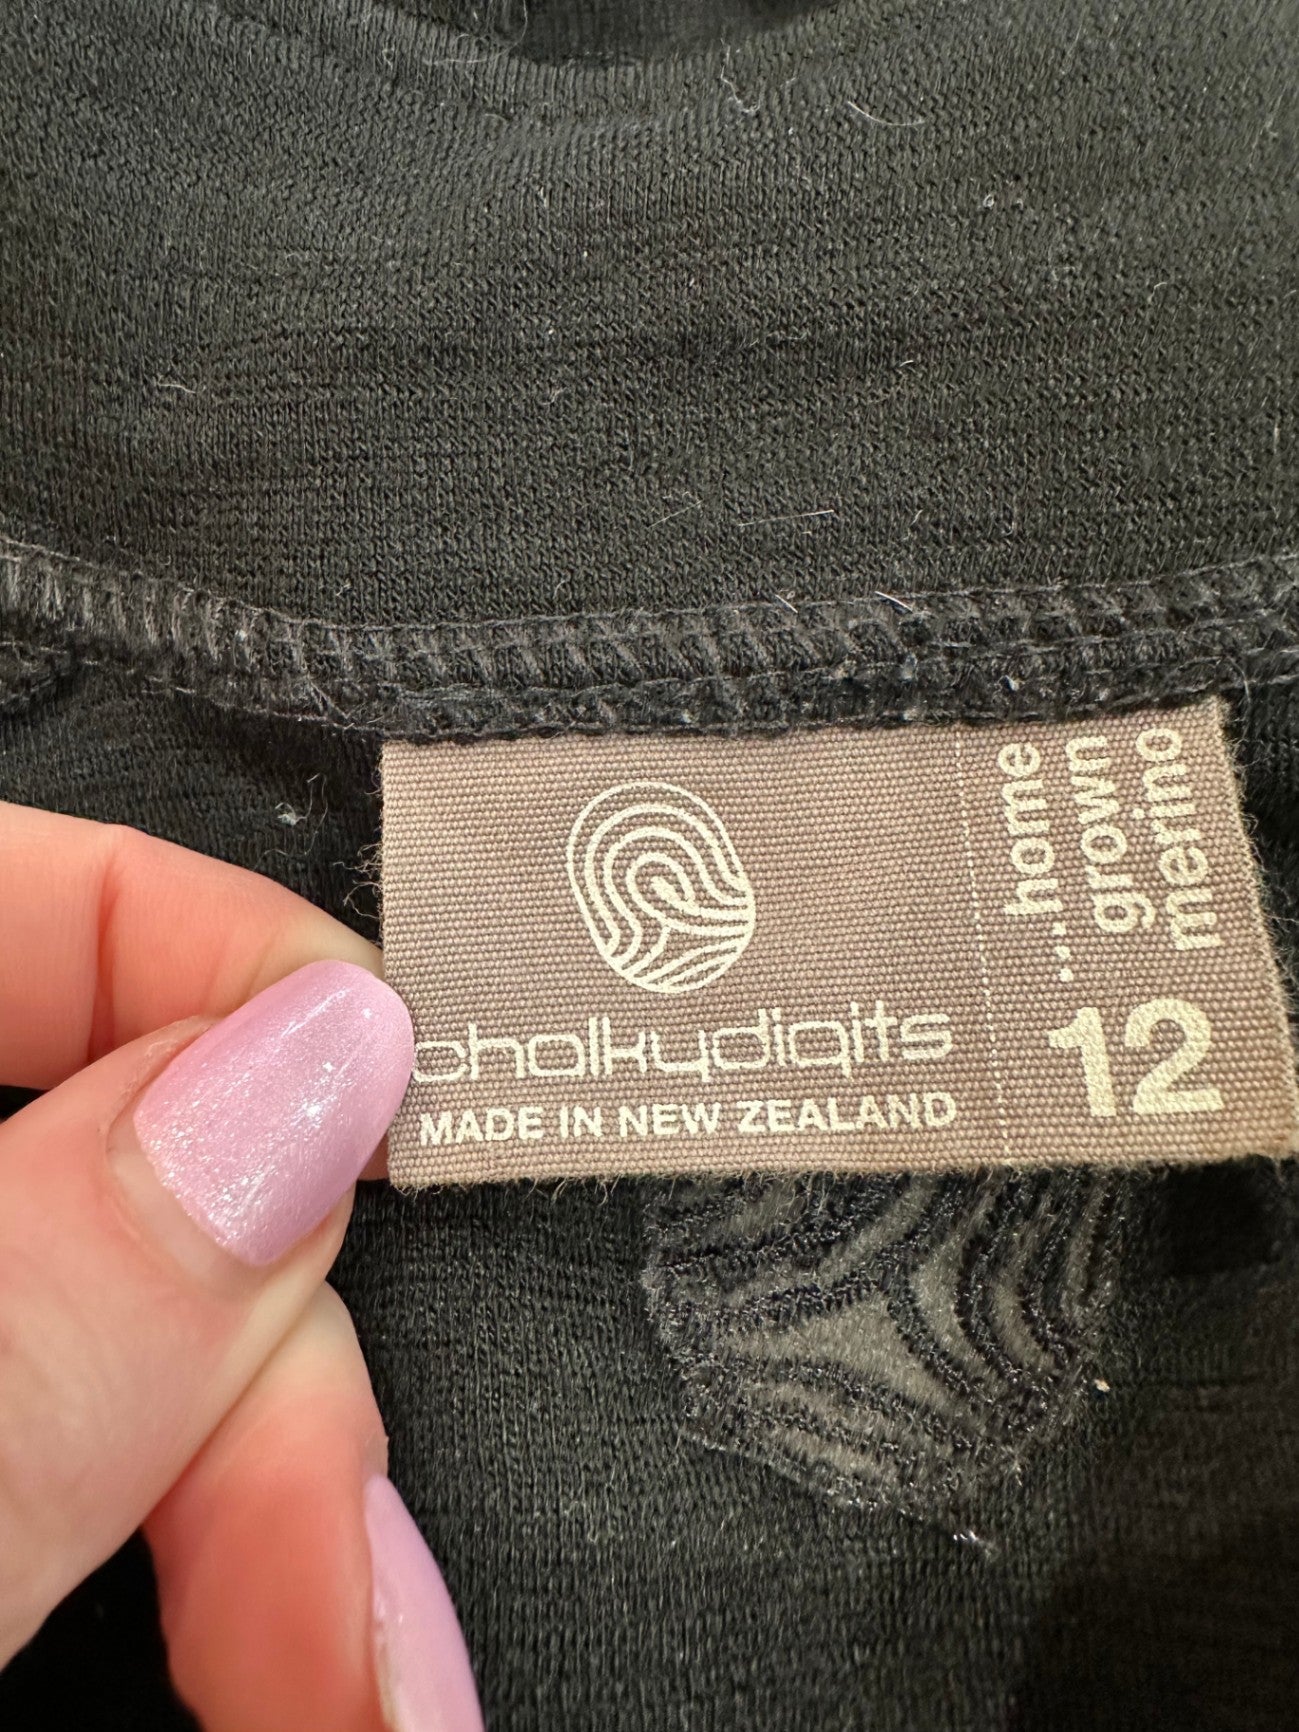 chalkydigits
MADE IN NEW ZEALAND
...home
grown
merino
12